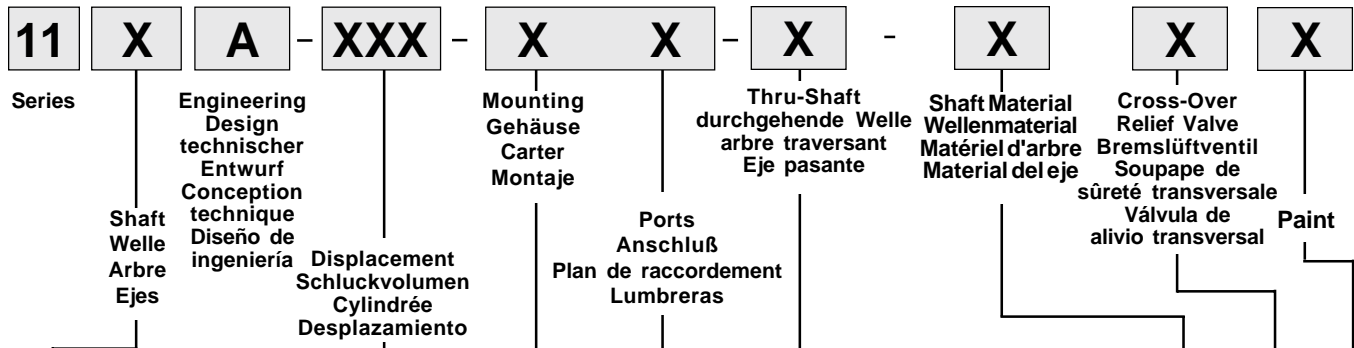 11 X A – XXX – X X – X - X X X
Series
Engineering
Design
technischer
Entwurf
Conception
technique
Diseño de
ingeniería
Mounting
Gehäuse
Carter
Montaje
Thru-Shaft
durchgehende Welle
arbre traversant
Eje pasante
Shaft Material
Wellenmaterial
Matériel d'arbre
Material del eje
Cross-Over
Relief Valve
Bremslüftventil
Soupape de
sûreté transversale
Válvula de
alivio transversal
Shaft
Welle
Arbre
Ejes
Displacement
Schluckvolumen
Cylindrée
Desplazamiento
Ports
Anschluß
Plan de raccordement
Lumbreras
Paint